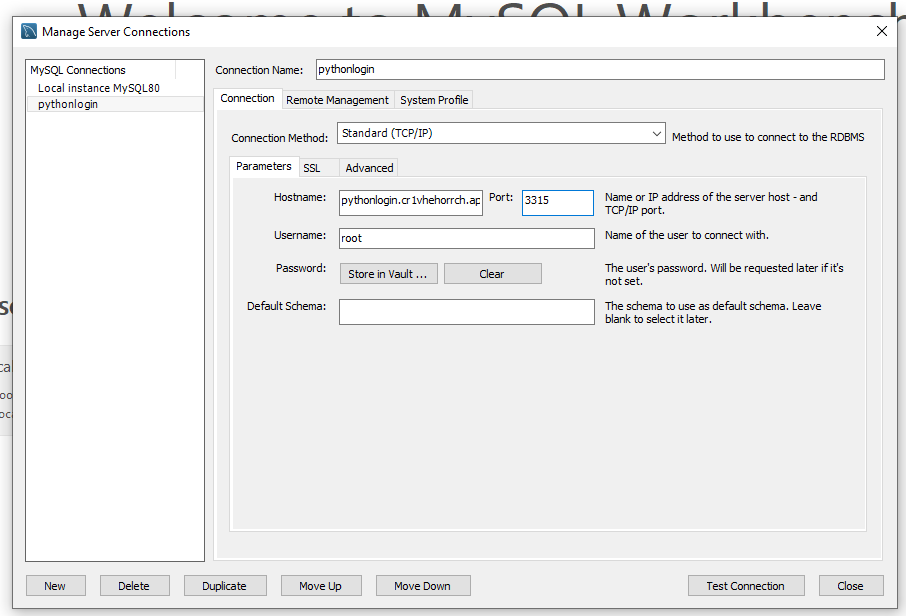 Welcome to MySQL Workbench
Manage Server Connections
MySQL Connections
Local instance MySQL80
pythonlogin
Connection Name: pythonlogin
Connection Remote Management System Profile
Connection Method: Standard (TCP/IP) Method to use to connect to the RDBMS
Parameters SSL Advanced
Hostname: pythonlogin.cr1vhehorrch.ap Port: 3315 Name or IP address of the server host - and
TCP/IP port.
Username: root Name of the user to connect with.
Password: Store in Vault ... Clear The user's password. Will be requested later if it's
not set.
Default Schema: The schema to use as default schema. Leave
blank to select it later.
New Delete Duplicate Move Up Move Down Test Connection Close